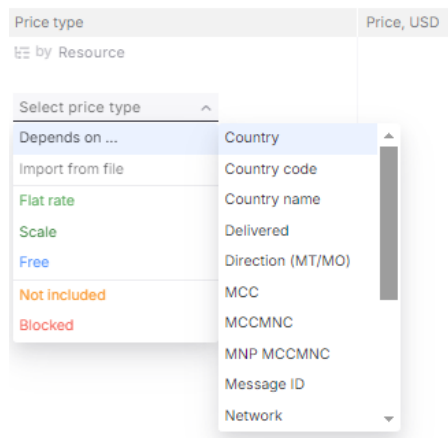 Price type Price, USD
by Resource
Select price type
Depends on ... Country
Import from file Country code
Flat rate Country name
Scale Delivered
Free Direction (MT/MO)
Not included MCC
Blocked MCCMNC
MNP MCCMNC
Message ID
Network